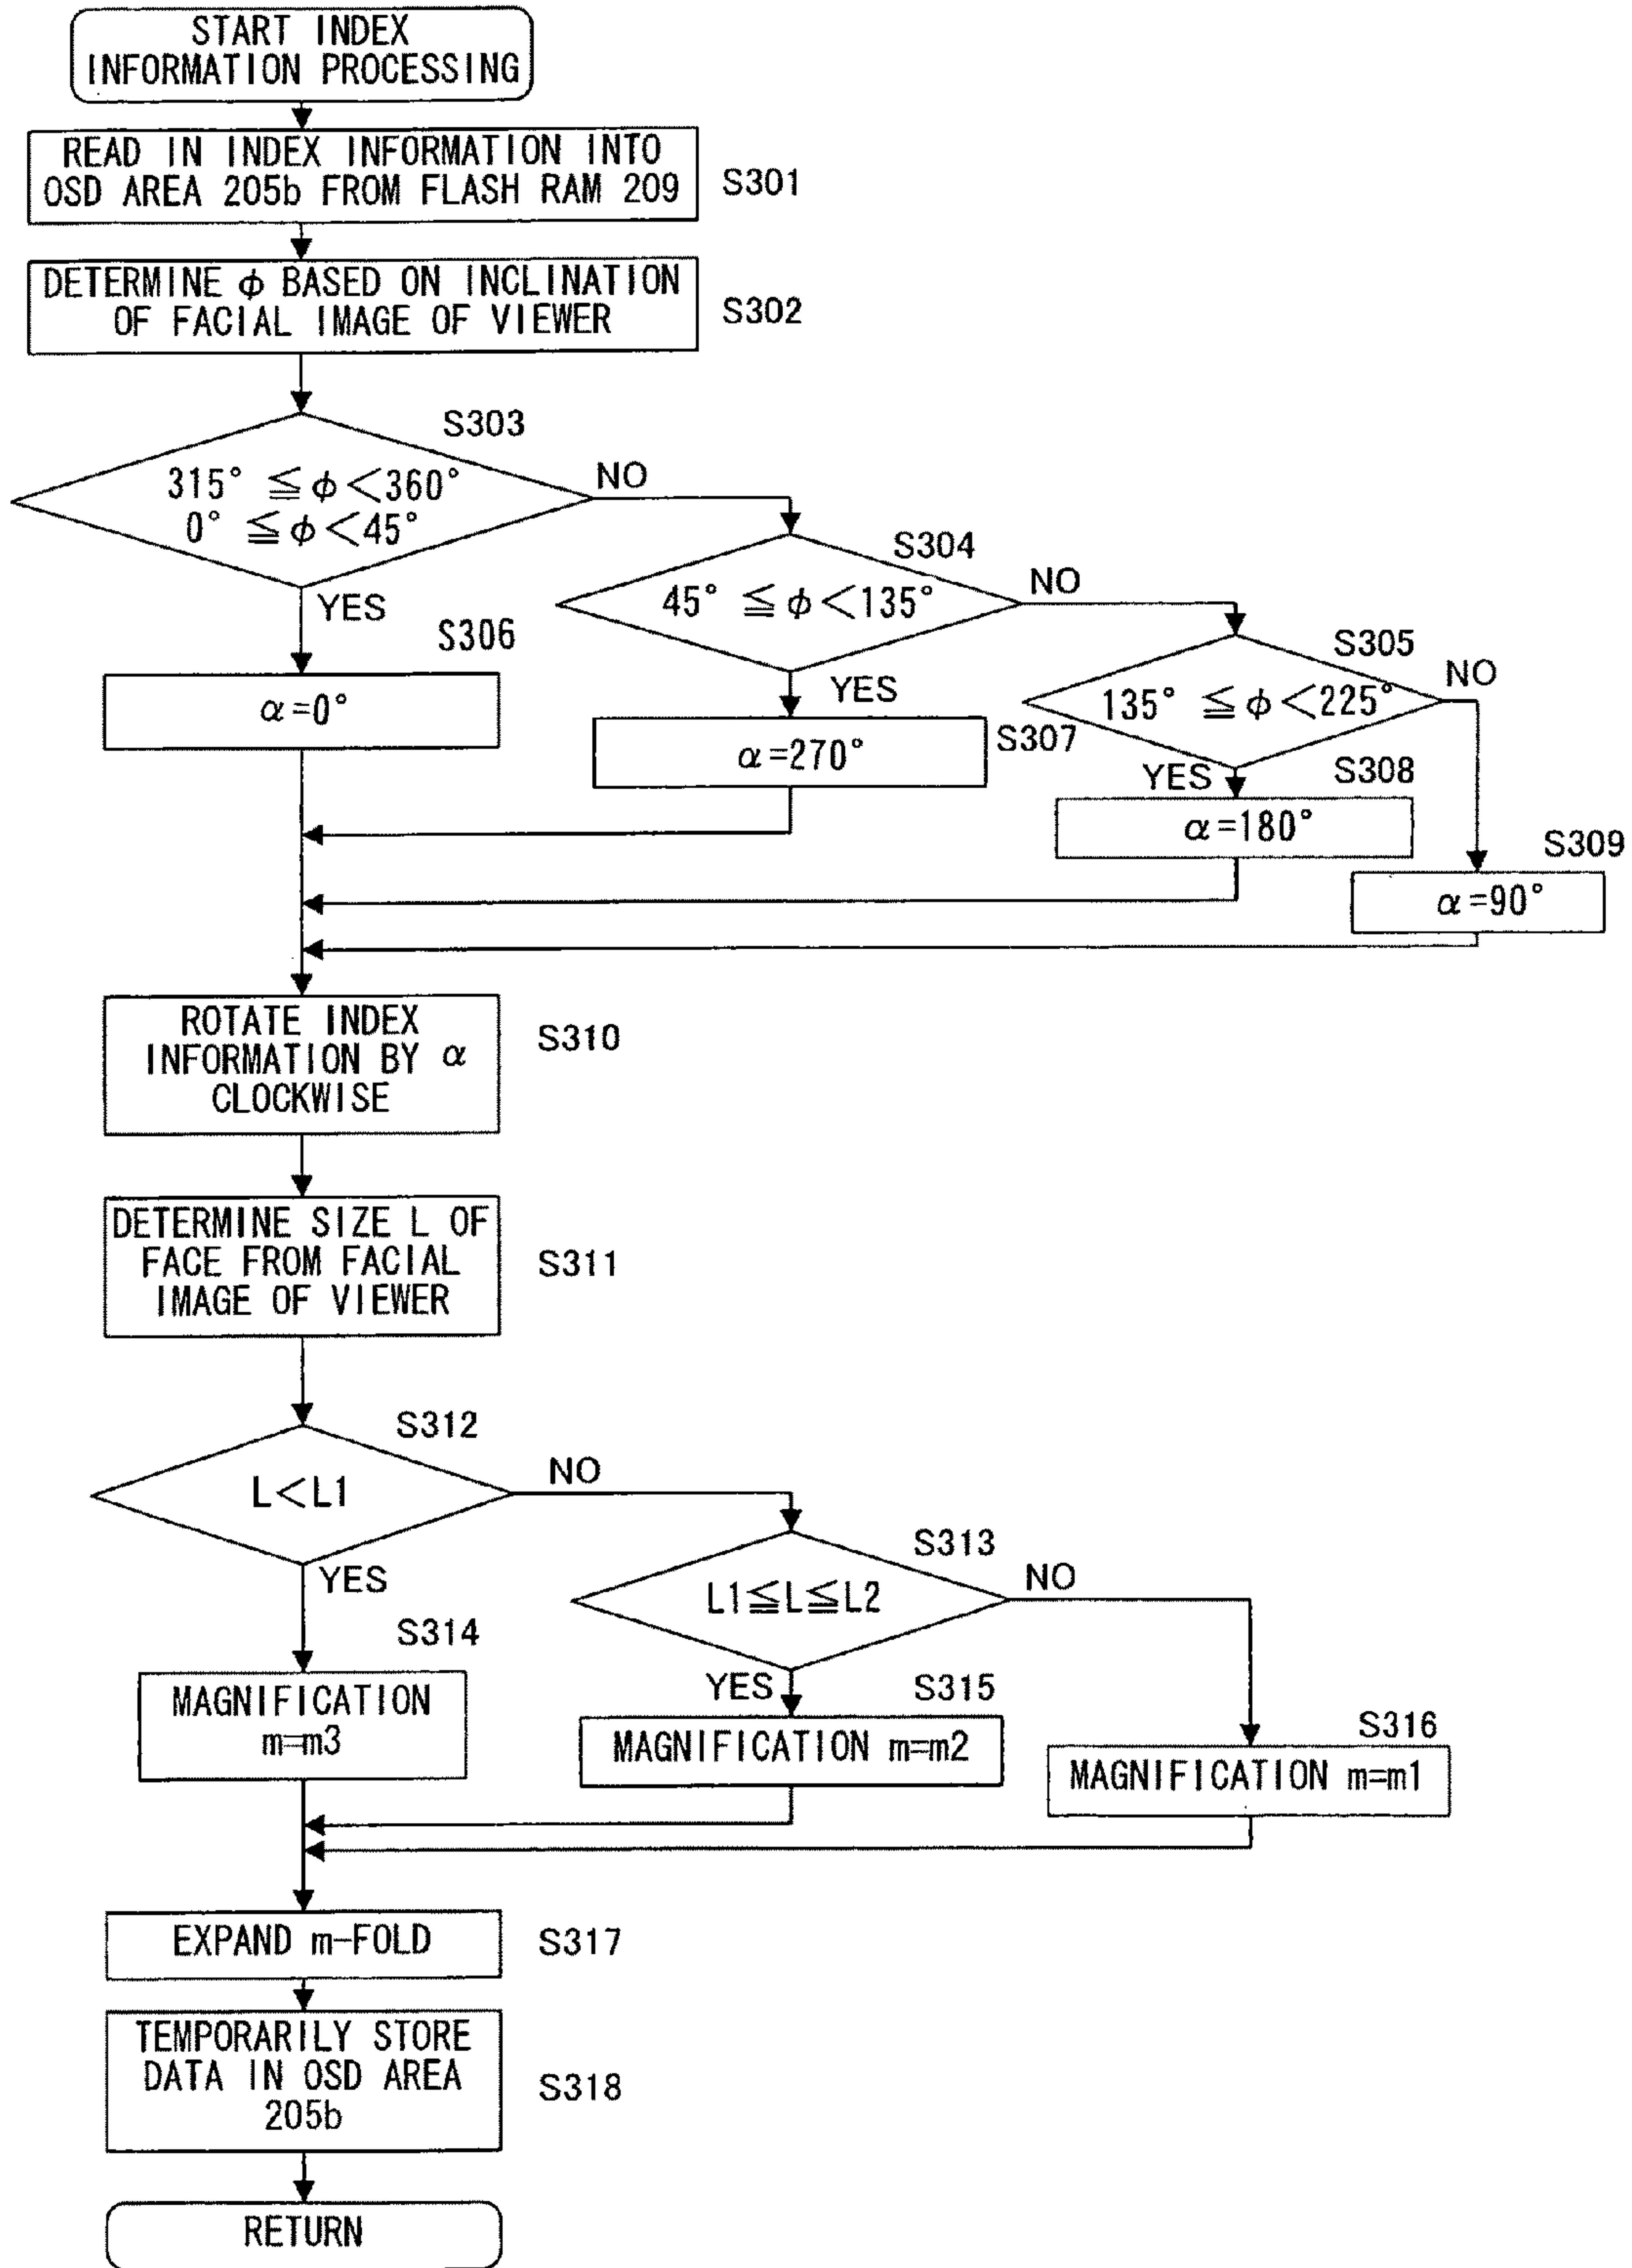 START INDEX
INFORMATION PROCESSING
READ IN INDEX INFORMATION INTO
OSD AREA 205b FROM FLASH RAM 209
S301
DETERMINE ϕ BASED ON INCLINATION
OF FACIAL IMAGE OF VIEWER
S302
S303
315° ≦ ϕ <360°
0° ≦ ϕ <45°
NO
YES
S304
45° ≦ ϕ <135°
NO
YES
S305
135° ≦ ϕ <225°
NO
YES
S306
α=0°
S307
α=270°
S308
α=180°
S309
α=90°
ROTATE INDEX
INFORMATION BY α
CLOCKWISE
S310
DETERMINE SIZE L OF
FACE FROM FACIAL
IMAGE OF VIEWER
S311
S312
L<L1
NO
YES
S313
L1≦L≦L2
NO
YES
S314
MAGNIFICATION
m=m3
S315
MAGNIFICATION m=m2
S316
MAGNIFICATION m=m1
EXPAND m-FOLD
S317
TEMPORARILY STORE
DATA IN OSD AREA
205b
S318
RETURN